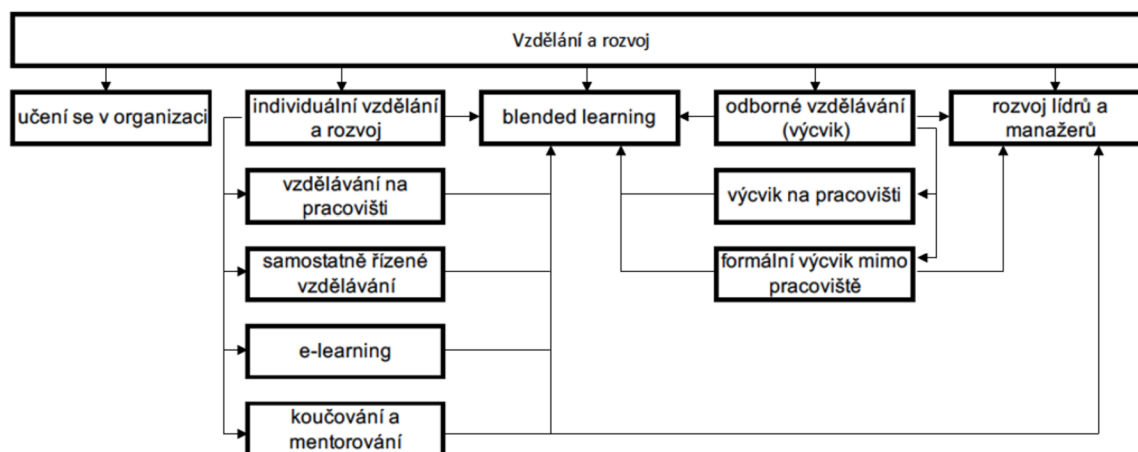 Vzdělání a rozvoj
učení se v organizaci
individuální vzdělání
a rozvoj
blended learning
odborné vzdělávání
(výcvik)
rozvoj lídrů a
manažerů
vzdělávání na
pracovišti
výcvik na pracovišti
samostatně řízené
vzdělávání
formální výcvik mimo
pracoviště
e-learning
koučování a
mentorování